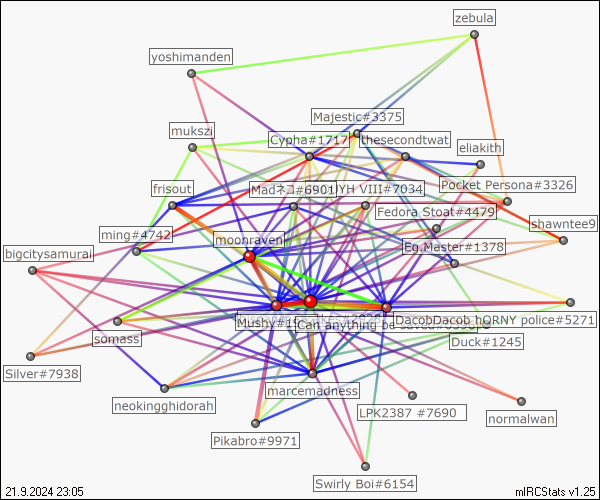 zebula
yoshimanden
Majestic#3375
mukszi
Cypha#1717
thesecondtwat
eliakith
Pocket Persona#3326
frisout
Madネコ#6901
YH VIII#7034
Fedora Stoat#4479
shawntee9
ming#4742
moonraven
Eg.Master#1378
bigcitysamurai
Mushy#1
Can anything be
DacobDacob hORNY police#5271
somass
Duck#1245
Silver#7938
marcemadness
neokingghidorah
LPK2387 #7690
normalwan
Pikabro#9971
Swirly Boi#6154
21.9.2024 23:05
mIRCStats v1.25